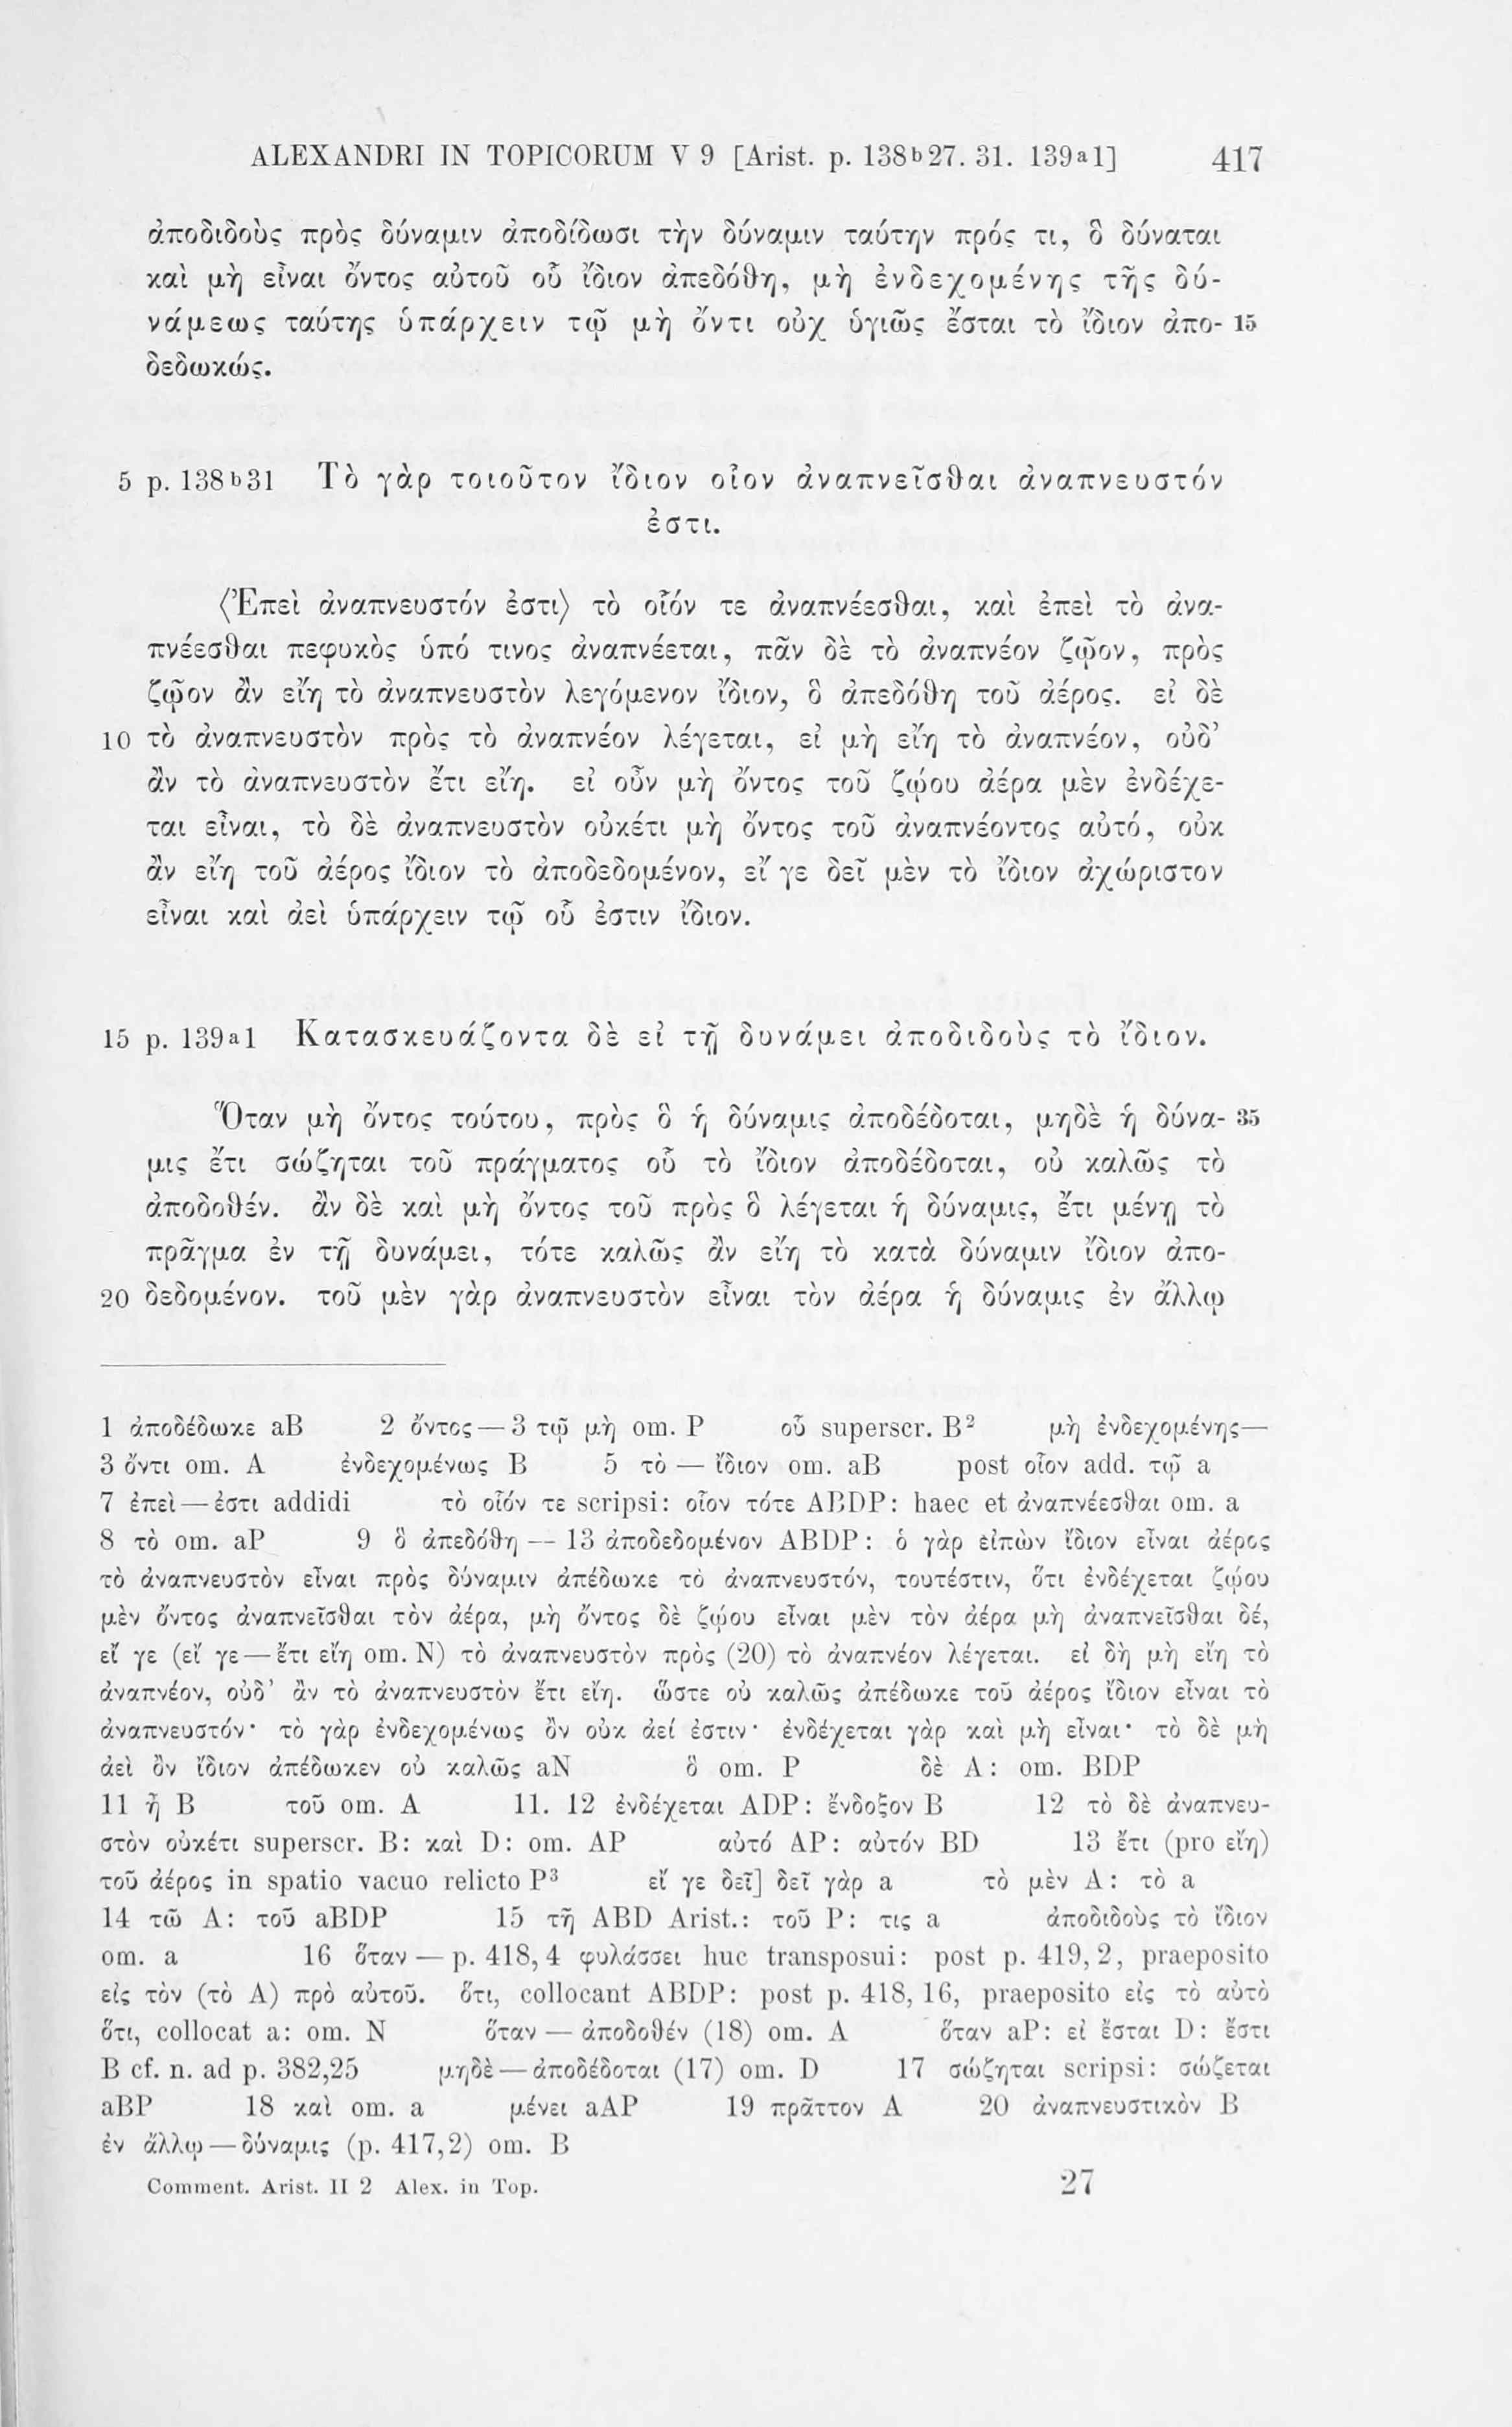 ALEXANDRI IN TOPICORUM V 9 [Arist. p. 138b27. 31. 139a1] 417
ἀποδιδοὺς πρὸς δύναμιν ἀποδίδωσι τὴν δύναμιν ταύτην πρός τι, ὃ δύναται
καὶ μὴ εἶναι ὄντος αὐτοῦ οὗ ἴδιον ἀπεδόθη, μὴ ἐνδεχομένης τῆς δύ-
νάμεως ταύτης ὑπάρχειν τῷ μὴ ὄντι οὐχ ὑγιῶς ἔσται τὸ ἴδιον ἀπο- 15
δεδωκώς.
5 p. 138b31 Τὸ γὰρ τοιοῦτον ἴδιον οἷον ἀναπνεῖσθαι ἀναπνευστόν
ἐστι.
⟨Ἐπεὶ ἀναπνευστόν ἐστι⟩ τὸ οἷόν τε ἀναπνέεσθαι, καὶ ἐπεὶ τὸ ἀνα-
πνέεσθαι πεφυκὸς ὑπό τινος ἀναπνέεται, πᾶν δὲ τὸ ἀναπνέον ζῷον, πρὸς
ζῷον ἂν εἴη τὸ ἀναπνευστὸν λεγόμενον ἴδιον, ὃ ἀπεδόθη τοῦ ἀέρος. εἰ δὲ
10 τὸ ἀναπνευστὸν πρὸς τὸ ἀναπνέον λέγεται, εἰ μὴ εἴη τὸ ἀναπνέον, οὐδ’
ἂν τὸ ἀναπνευστὸν ἔτι εἴη. εἰ οὖν μὴ ὄντος τοῦ ζῴου ἀέρα μὲν ἐνδέχε-
ται εἶναι, τὸ δὲ ἀναπνευστὸν οὐκέτι μὴ ὄντος τοῦ ἀναπνέοντος αὐτό, οὐκ
ἂν εἴη τοῦ ἀέρος ἴδιον τὸ ἀποδεδομένον, εἴ γε δεῖ μὲν τὸ ἴδιον ἀχώριστον
εἶναι καὶ ἀεὶ ὑπάρχειν τῷ οὗ ἐστιν ἴδιον.
15 p. 139a1 Κατασκευάζοντα δὲ εἰ τῇ δυνάμει ἀποδιδοὺς τὸ ἴδιον.
Ὅταν μὴ ὄντος τούτου, πρὸς ὃ ἡ δύναμις ἀποδέδοται, μηδὲ ἡ δύνα- 35
μις ἔτι σώζηται τοῦ πράγματος οὗ τὸ ἴδιον ἀποδέδοται, οὐ καλῶς τὸ
ἀποδοθέν. ἂν δὲ καὶ μὴ ὄντος τοῦ πρὸς ὃ λέγεται ἡ δύναμις, ἔτι μένῃ τὸ
πρᾶγμα ἐν τῇ δυνάμει, τότε καλῶς ἂν εἴη τὸ κατὰ δύναμιν ἴδιον ἀπο-
20 δεδομένον. τοῦ μὲν γὰρ ἀναπνευστὸν εἶναι τὸν ἀέρα ἡ δύναμις ἐν ἄλλῳ
1 ἀποδέδωκε aB 2 ὄντος — 3 τῷ μὴ om. P οὗ superscr. B² μὴ ἐνδεχομένης—
3 ὄντι om. A ἐνδεχομένως B 5 τὸ — ἴδιον om. aB post οἷον add. τῷ a
7 ἐπεὶ — ἐστι addidi τὸ οἷόν τε scripsi: οἷον τότε ABDP: haec et ἀναπνέεσθαι om. a
8 τὸ om. aP 9 ὃ ἀπεδόθη — 13 ἀποδεδομένον ABDP: ὁ γὰρ εἰπὼν ἴδιον εἶναι ἀέρος
τὸ ἀναπνευστὸν εἶναι πρὸς δύναμιν ἀπέδωκε τὸ ἀναπνευστόν, τουτέστιν, ὅτι ἐνδέχεται ζῴου
μὲν ὄντος ἀναπνεῖσθαι τὸν ἀέρα, μὴ ὄντος δὲ ζῴου εἶναι μὲν τὸν ἀέρα μὴ ἀναπνεῖσθαι δέ,
εἴ γε (εἴ γε — ἔτι εἴη om. N) τὸ ἀναπνευστὸν πρὸς (20) τὸ ἀναπνέον λέγεται. εἰ δὴ μὴ εἴη τὸ
ἀναπνέον, οὐδ’ ἂν τὸ ἀναπνευστὸν ἔτι εἴη. ὥστε οὐ καλῶς ἀπέδωκε τοῦ ἀέρος ἴδιον εἶναι τὸ
ἀναπνευστόν· τὸ γὰρ ἐνδεχομένως ὂν οὐκ ἀεί ἐστιν· ἐνδέχεται γὰρ καὶ μὴ εἶναι· τὸ δὲ μὴ
ἀεὶ ὂν ἴδιον ἀπέδωκεν οὐ καλῶς aN ὃ om. P δὲ A: om. BDP
11 ἦ B τοῦ om. A 11. 12 ἐνδέχεται ADP: ἔνδοξον B 12 τὸ δὲ ἀναπνευ-
στὸν οὐκέτι superscr. B: καὶ D: om. AP αὐτό AP: αὐτόν BD 13 ἔτι (pro εἴη)
τοῦ ἀέρος in spatio vacuo relicto P³ εἴ γε δεῖ] δεῖ γὰρ a τὸ μὲν A: τὸ a
14 τῶ A: τοῦ aBDP 15 τῇ ABD Arist.: τοῦ P: τις a ἀποδιδοὺς τὸ ἴδιον
om. a 16 ὅταν — p. 418, 4 φυλάσσει huc transposui: post p. 419, 2, praeposito
εἰς τὸν (τὸ A) πρὸ αὐτοῦ. ὅτι, collocant ABDP: post p. 418, 16, praeposito εἰς τὸ αὐτὸ
ὅτι, collocat a: om. N ὅταν — ἀποδοθέν (18) om. A ὅταν aP: εἰ ἔσται D: ἔστι
B cf. n. ad p. 382,25 μηδὲ — ἀποδέδοται (17) om. D 17 σώζηται scripsi: σώζεται
aBP 18 καὶ om. a μένει aAP 19 πρᾶττον A 20 ἀναπνευστικὸν B
ἐν ἄλλῳ — δύναμις (p. 417,2) om. B
Comment. Arist. II 2 Alex. in Top. 27